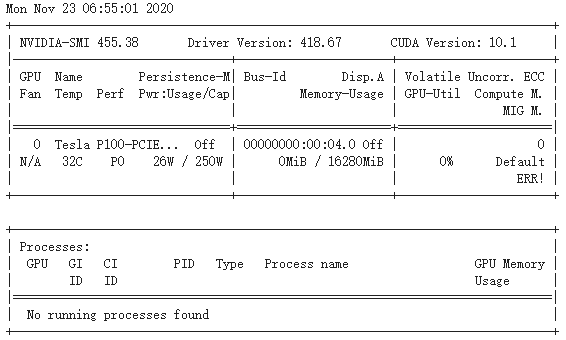 Mon Nov 23 06:55:01 2020
NVIDIA-SMI 455.38 Driver Version: 418.67 CUDA Version: 10.1
GPU Name Persistence-M| Bus-Id Disp.A | Volatile Uncorr. ECC
Fan Temp Perf Pwr:Usage/Cap| Memory-Usage | GPU-Util Compute M.
MIG M.
0 Tesla P100-PCIE... Off | 00000000:00:04.0 Off | 0
N/A 32C P0 26W / 250W | 0MiB / 16280MiB | 0% Default
ERR!
Processes:
GPU GI CI PID Type Process name GPU Memory
ID ID Usage
No running processes found